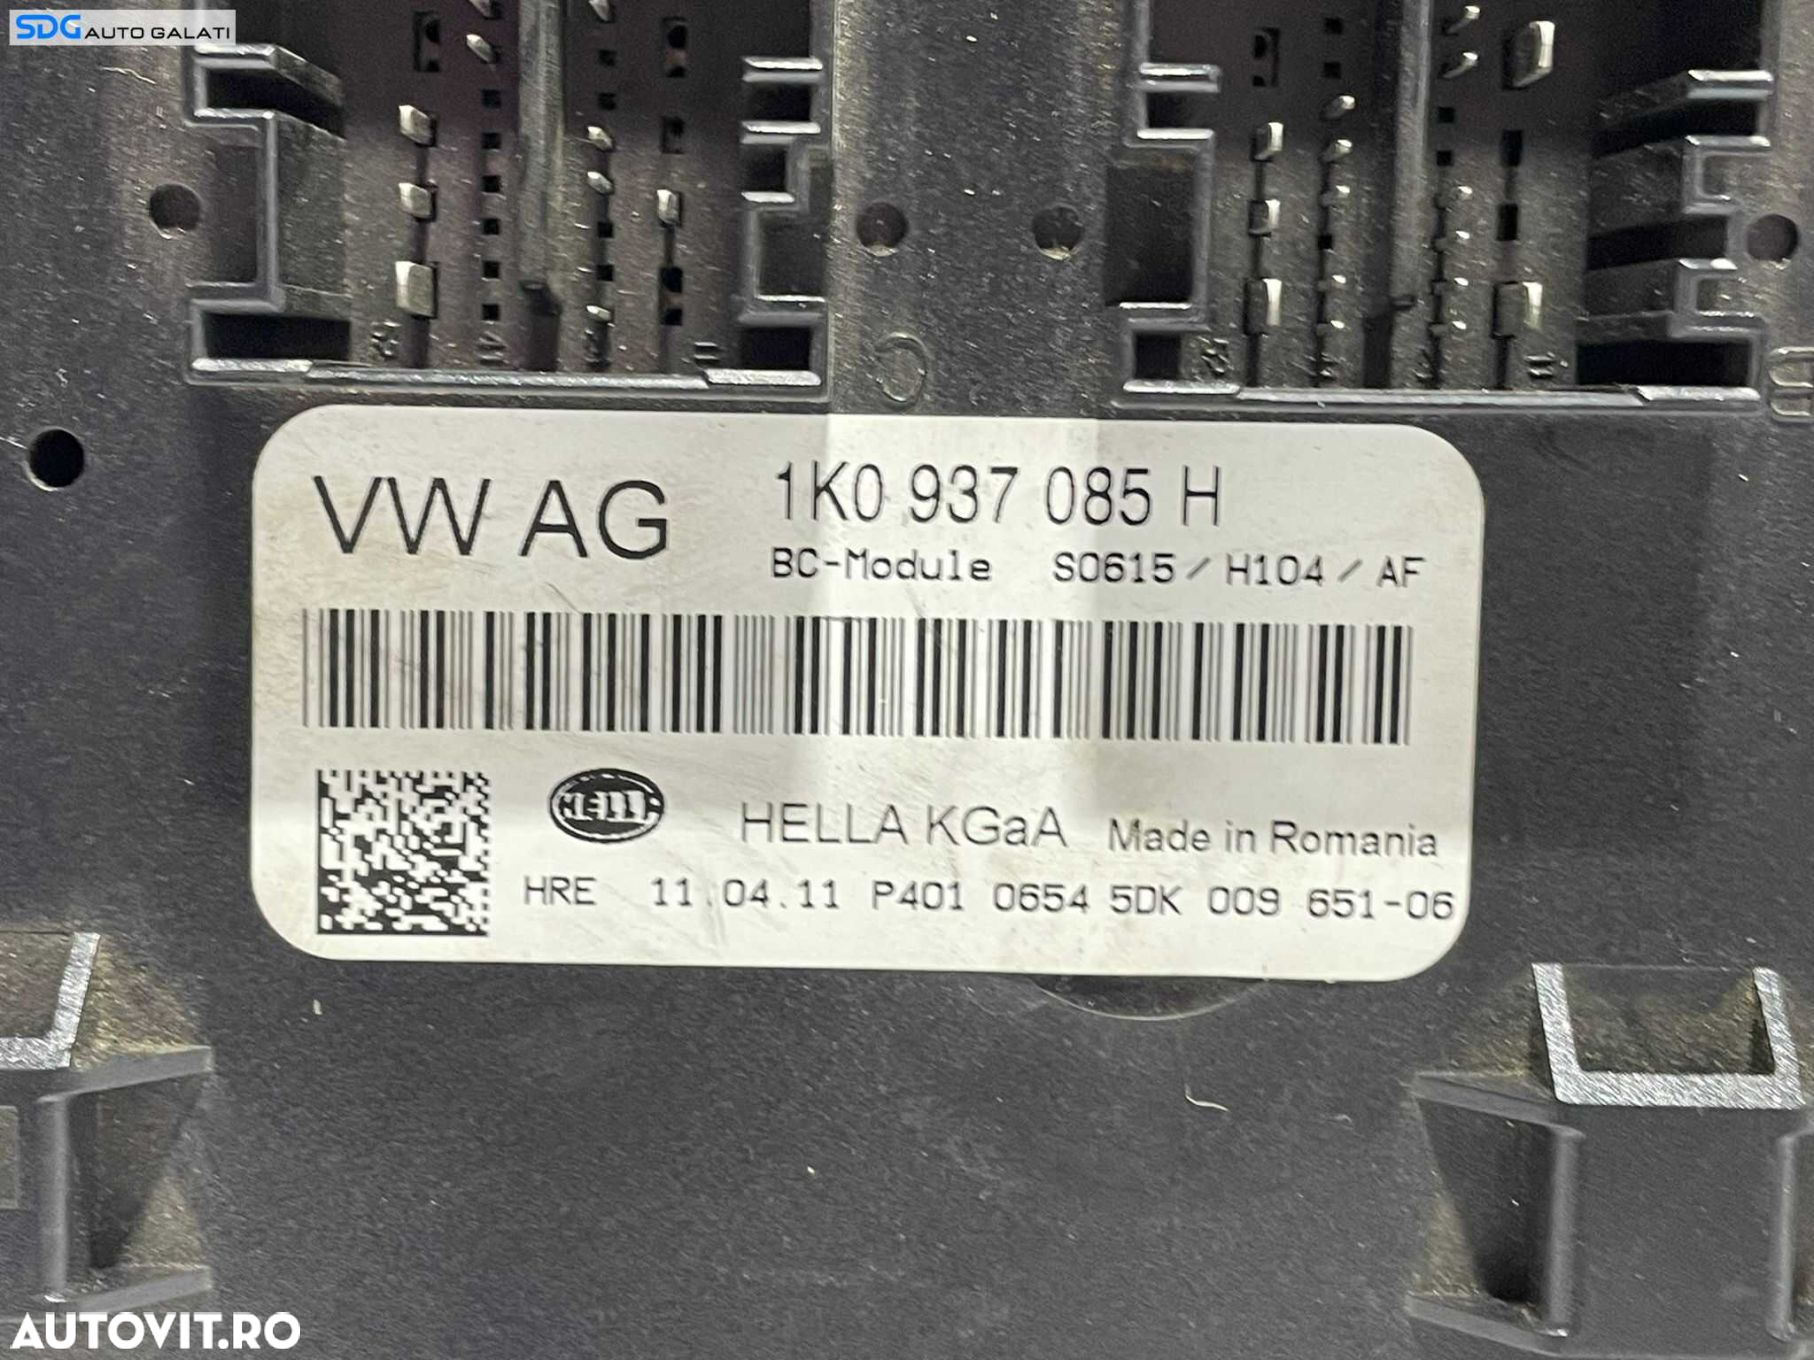 SDG AUTO GALATI
C
VW AG
1K0 937 085 H
BC-Module S0615 / H104 / AF
HELLA
HELLA KGaA Made in Romania
HRE 11.04.11 P401 0654 5DK 009 651-06
AUTOVIT.RO